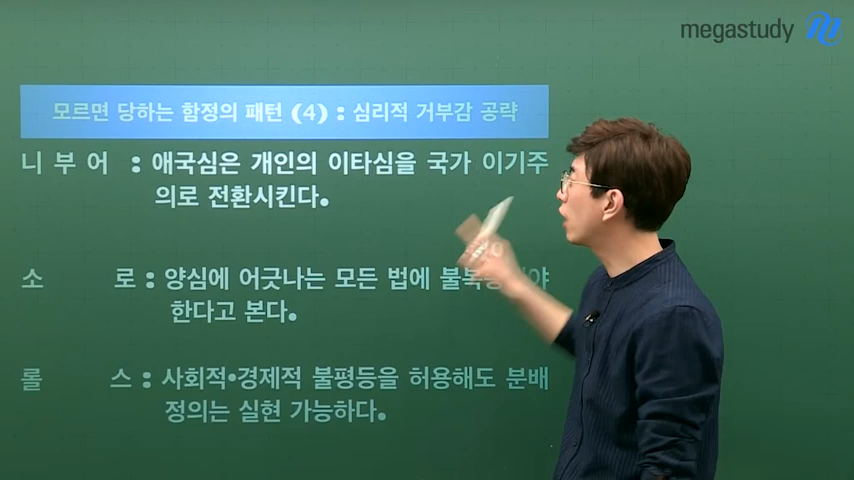 megastudy
모르면 당하는 함정의 패턴 (4) : 심리적 거부감 공략
니 부 어 : 애국심은 개인의 이타심을 국가 이기주
의로 전환시킨다.
소 로 : 양심에 어긋나는 모든 법에
한다고 본다.
롤 스 : 사회적•경제적 불평등을 허용해도 분배
정의는 실현 가능하다.